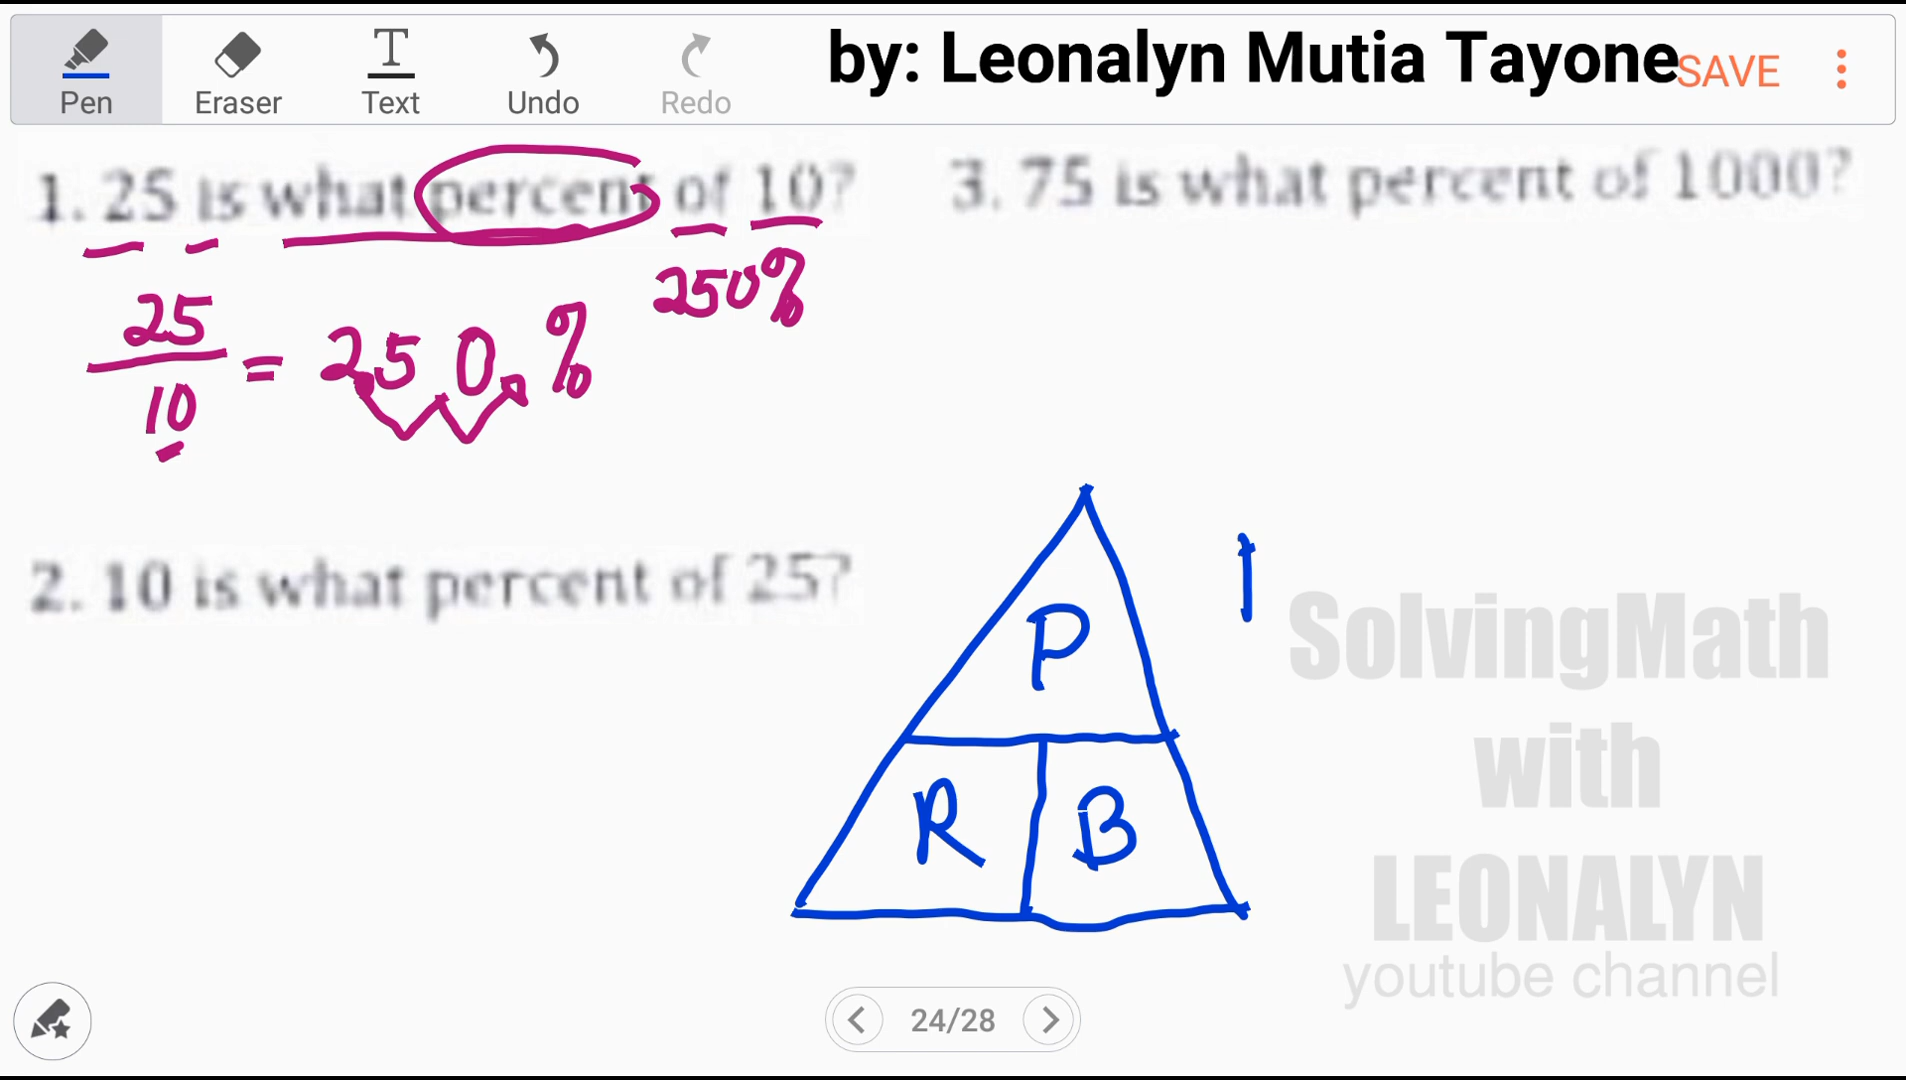 by: Leonalyn Mutia Tayone
Pen
Eraser
Text
Undo
Redo
SAVE
1. 25 is what percent of 10?
250%
25
10
= 250.%
2. 10 is what percent of 25?
3. 75 is what percent of 1000?
P
R
B
SolvingMath
with
LEONALYN
youtube channel
24/28